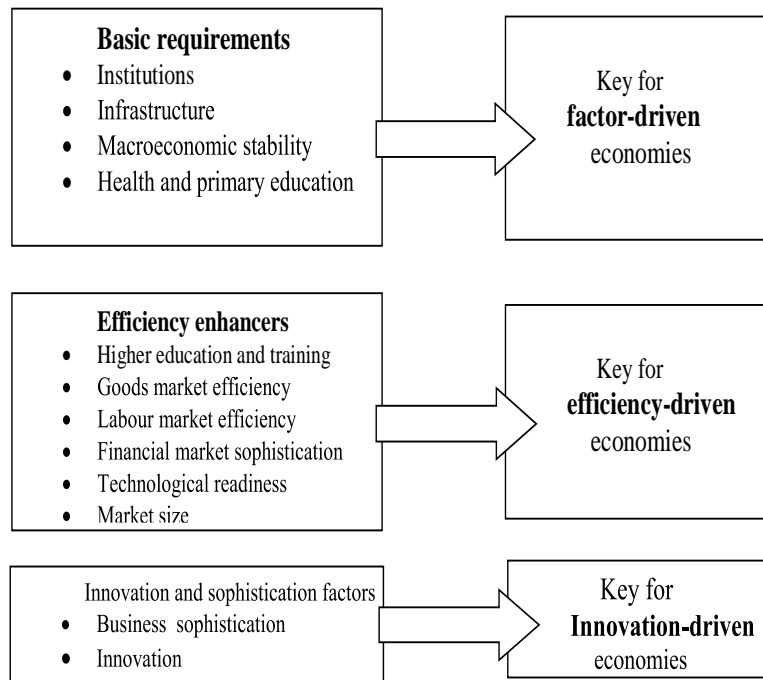 Basic requirements
• Institutions
• Infrastructure
• Macroeconomic stability
• Health and primary education
Key for
factor-driven
economies
Efficiency enhancers
• Higher education and training
• Goods market efficiency
• Labour market efficiency
• Financial market sophistication
• Technological readiness
• Market size
Key for
efficiency-driven
economies
Innovation and sophistication factors
• Business sophistication
• Innovation
Key for
Innovation-driven
economies